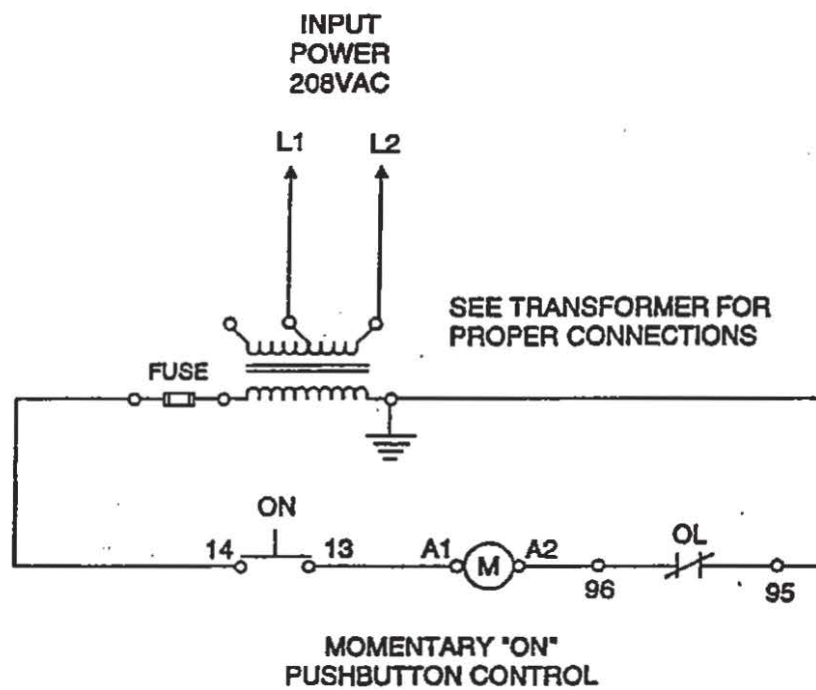 INPUT
POWER
208VAC
L1 L2
SEE TRANSFORMER FOR
PROPER CONNECTIONS
FUSE
ON
14 13 A1 M A2 OL
96 95
MOMENTARY "ON"
PUSHBUTTON CONTROL